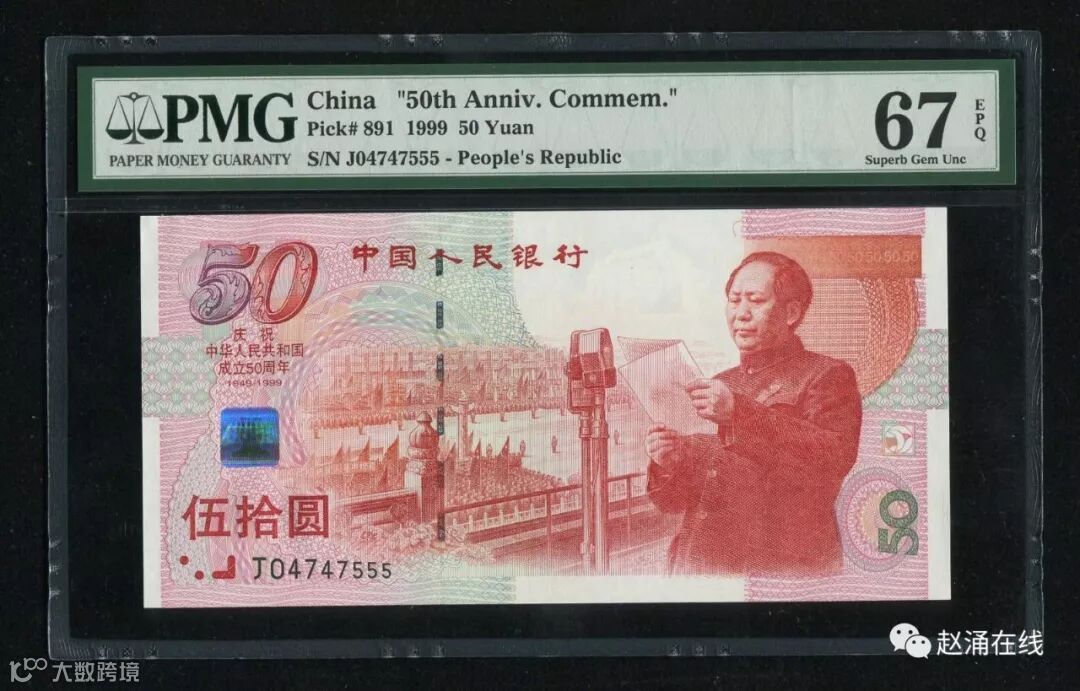 PMG
PAPER MONEY GUARANTY
China "50th Anniv. Commem."
Pick# 891 1999 50 Yuan
S/N J04747555 - People's Republic
67
EPQ
Superb Gem Unc
50
中国人民银行
庆祝
中华人民共和国
成立50周年
1949-1999
伍拾圆
J04747555
50
赵涌在线
大数跨境